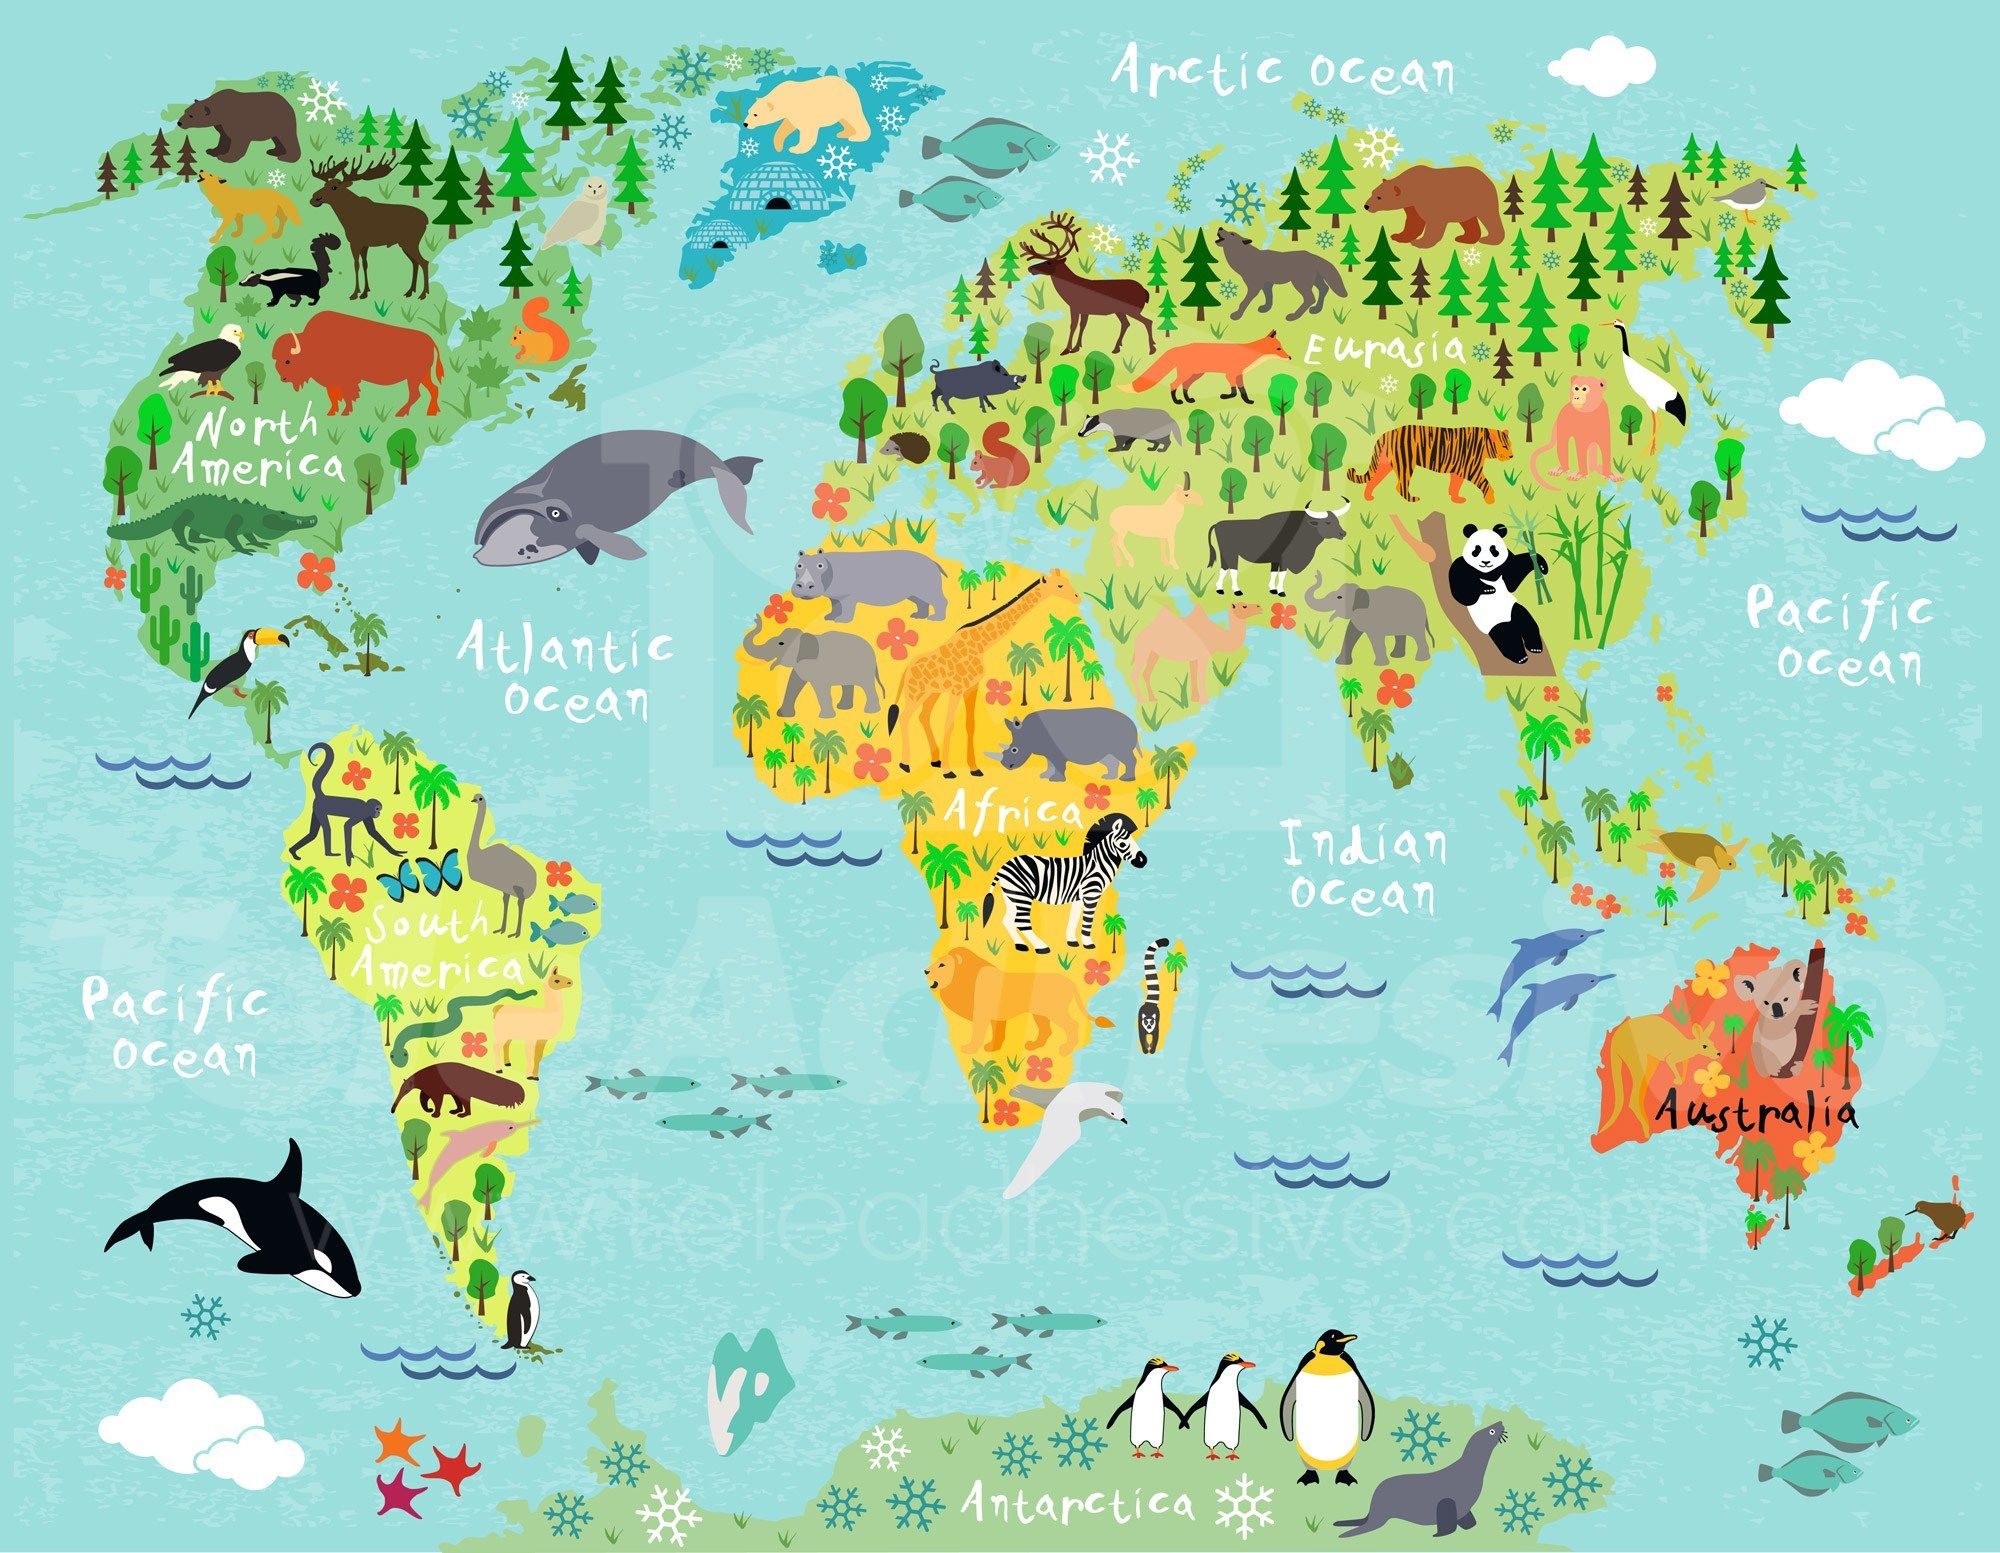 Arctic ocean
Eurasia
North
America
Atlantic
ocean
Pacific
ocean
Africa
Indian
ocean
South
America
Pacific
ocean
Australia
Antarctica
TeleAdhesivo
www.teleadhesivo.com